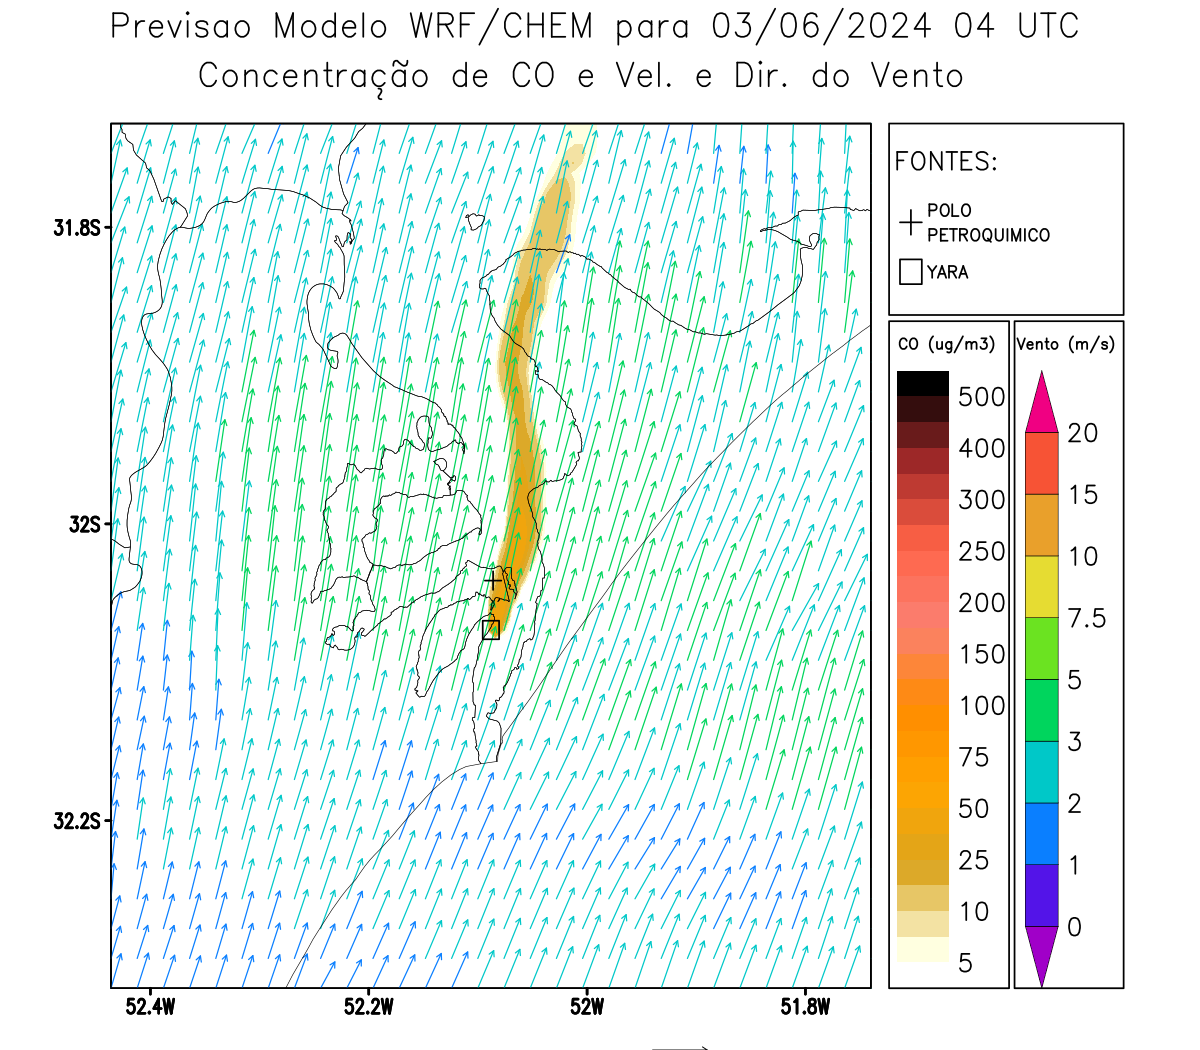 Previsao Modelo WRF/CHEM para 03/06/2024 04 UTC
Concentração de CO e Vel. e Dir. do Vento
FONTES:
POLO
PETROQUIMICO
YARA
31.8S
32S
32.2S
52.4W
52.2W
52W
51.8W
CO (ug/m3)
500
400
300
250
200
150
100
75
50
25
10
5
Vento (m/s)
20
15
10
7.5
5
3
2
1
0